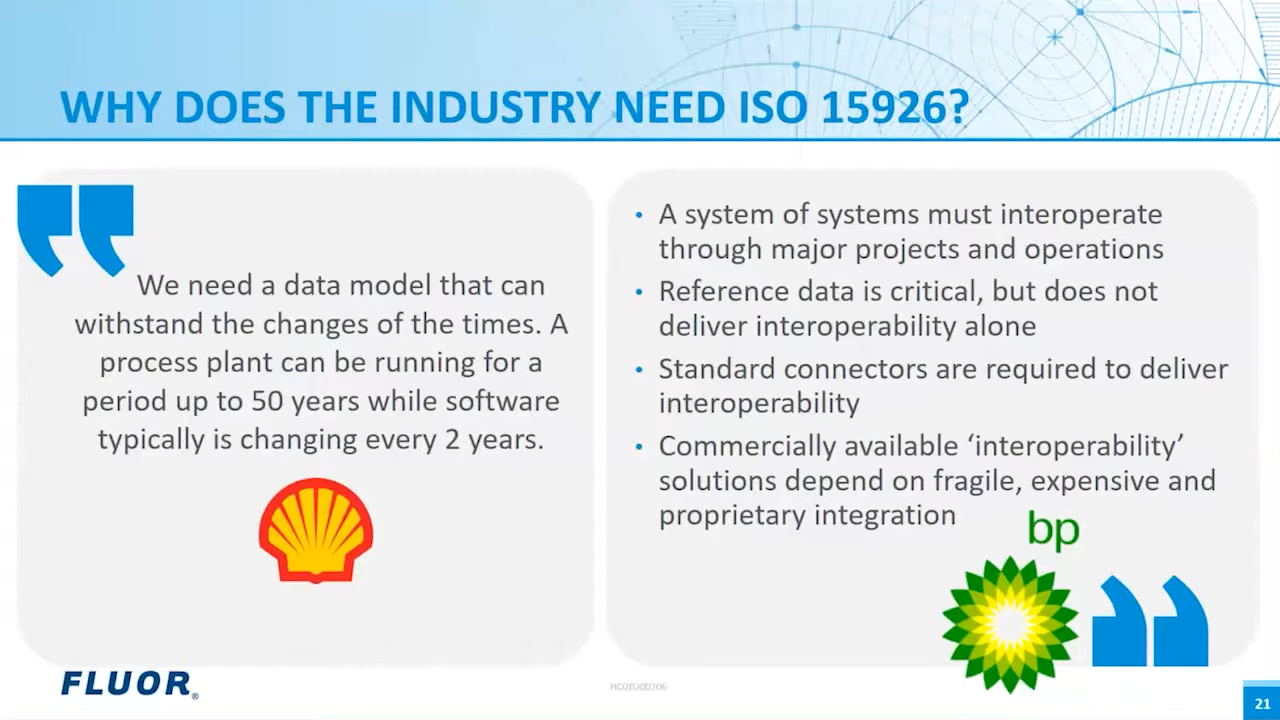 WHY DOES THE INDUSTRY NEED ISO 15926?
We need a data model that can
withstand the changes of the times. A
process plant can be running for a
period up to 50 years while software
typically is changing every 2 years.
• A system of systems must interoperate
through major projects and operations
• Reference data is critical, but does not
deliver interoperability alone
• Standard connectors are required to deliver
interoperability
• Commercially available ‘interoperability’
solutions depend on fragile, expensive and
proprietary integration
bp
FLUOR®
HO20200206
21